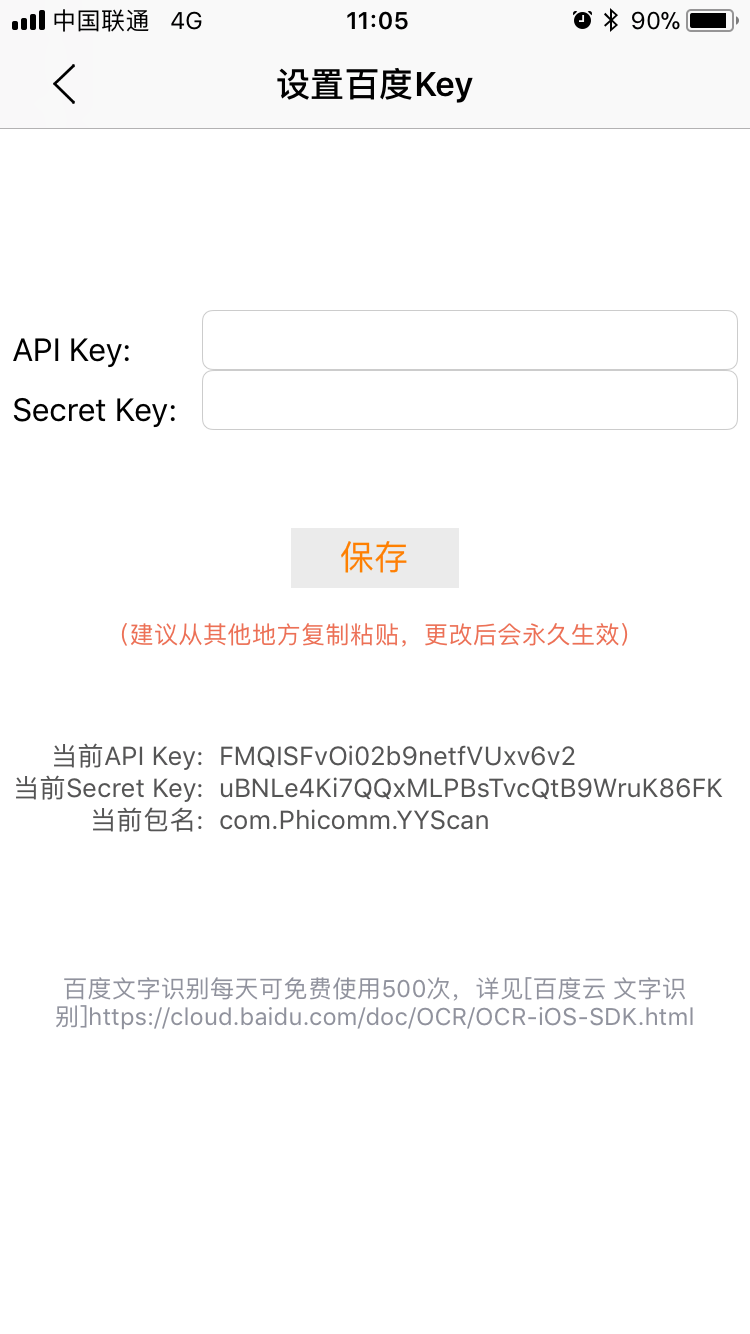 中国联通 4G 11:05 90%
设置百度Key
API Key:
Secret Key:
保存
（建议从其他地方复制粘贴，更改后会永久生效）
当前API Key: FMQISFvOi02b9netfVUxv6v2
当前Secret Key: uBNLe4Ki7QQxMLPBsTvcQtB9WruK86FK
当前包名: com.Phicomm.YYScan
百度文字识别每天可免费使用500次，详见[百度云 文字识
别]https://cloud.baidu.com/doc/OCR/OCR-iOS-SDK.html